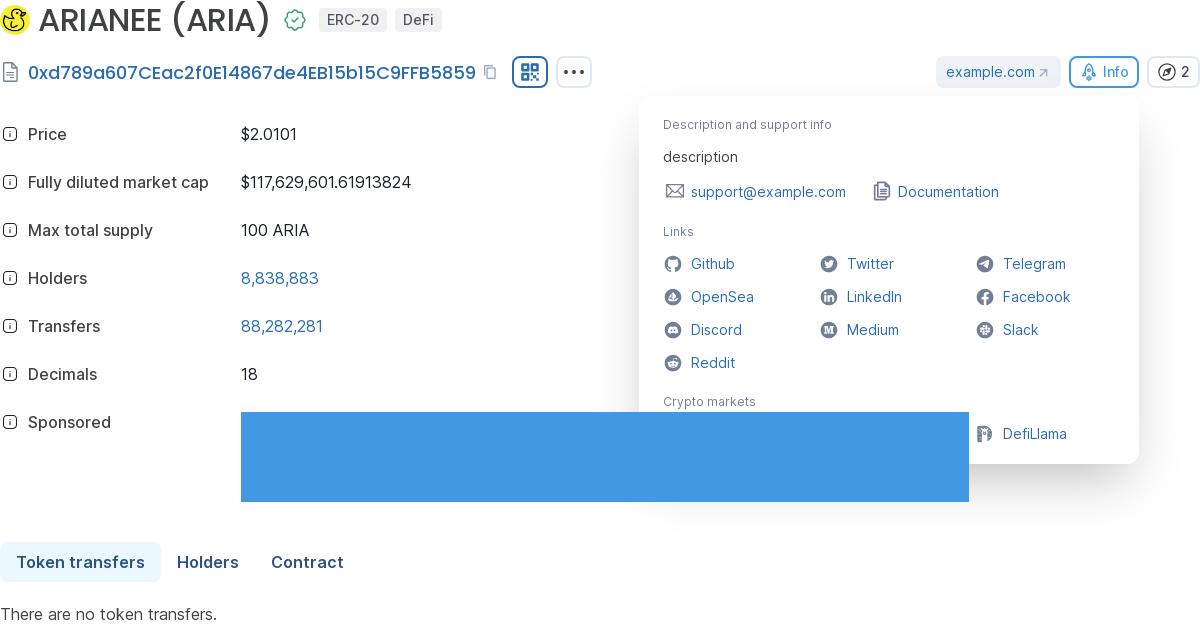 ARIANEE (ARIA) ERC-20 DeFi
0xd789a607CEac2f0E14867de4EB15b15C9FFB5859 example.com Info 2
Description and support info
description
support@example.com Documentation
Links
Github Twitter Telegram
OpenSea LinkedIn Facebook
Discord Medium Slack
Reddit
Crypto markets
DefiLlama
Price $2.0101
Fully diluted market cap $117,629,601.61913824
Max total supply 100 ARIA
Holders 8,838,883
Transfers 88,282,281
Decimals 18
Sponsored
Token transfers Holders Contract
There are no token transfers.